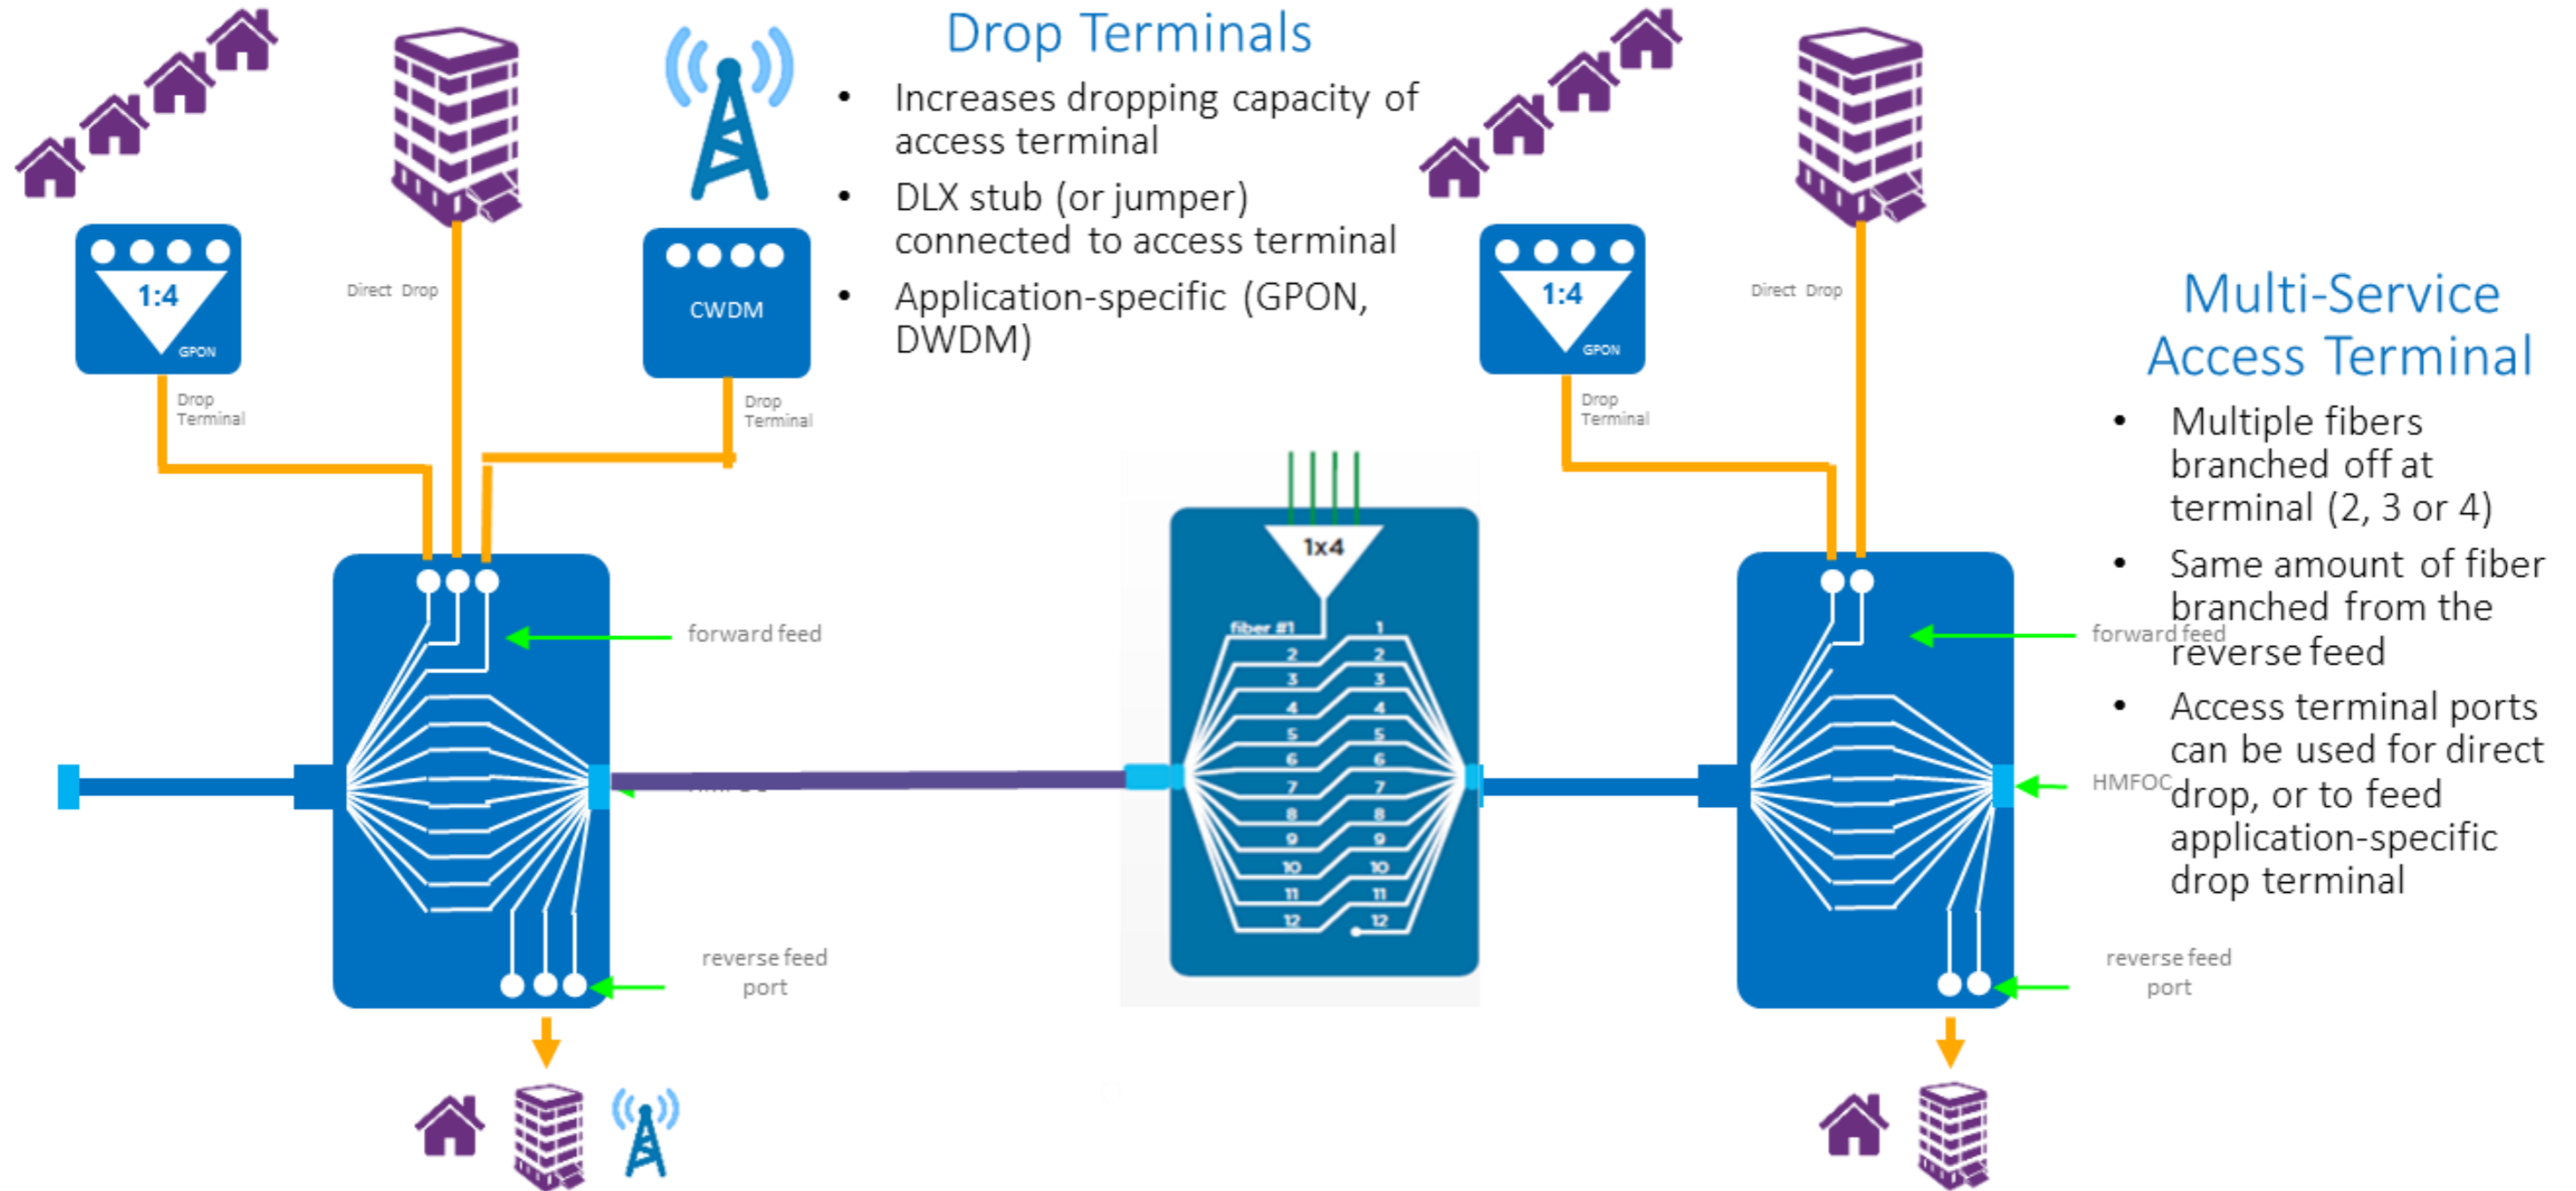 Drop Terminals
• Increases dropping capacity of
access terminal
• DLX stub (or jumper)
connected to access terminal
• Application-specific (GPON,
DWDM)
1:4
GPON
Drop
Terminal
Direct Drop
CWDM
Drop
Terminal
forward feed
reverse feed
port
1x4
fiber #1 1
2 2
3 3
4 4
5 5
6 6
7 7
8 8
9 9
10 10
11 11
12 12
1:4
GPON
Drop
Terminal
Direct Drop
forward feed
HMFOC
reverse feed
port
Multi-Service
Access Terminal
• Multiple fibers
branched off at
terminal (2, 3 or 4)
• Same amount of fiber
branched from the
reverse feed
• Access terminal ports
can be used for direct
drop, or to feed
application-specific
drop terminal